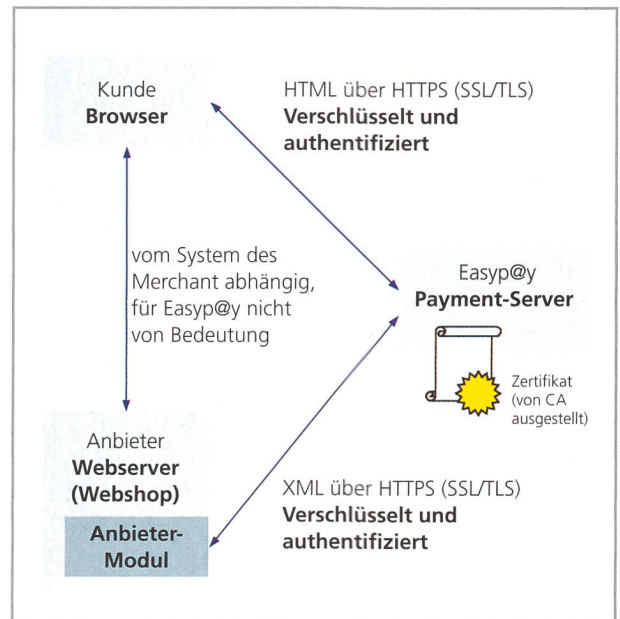 Kunde
Browser
HTML über HTTPS (SSL/TLS)
Verschlüsselt und
authentifiziert
vom System des
Merchant abhängig,
für Easyp@y nicht
von Bedeutung
Easyp@y
Payment-Server
Zertifikat
(von CA
ausgestellt)
Anbieter
Webserver
(Webshop)
Anbieter-
Modul
XML über HTTPS (SSL/TLS)
Verschlüsselt und
authentifiziert